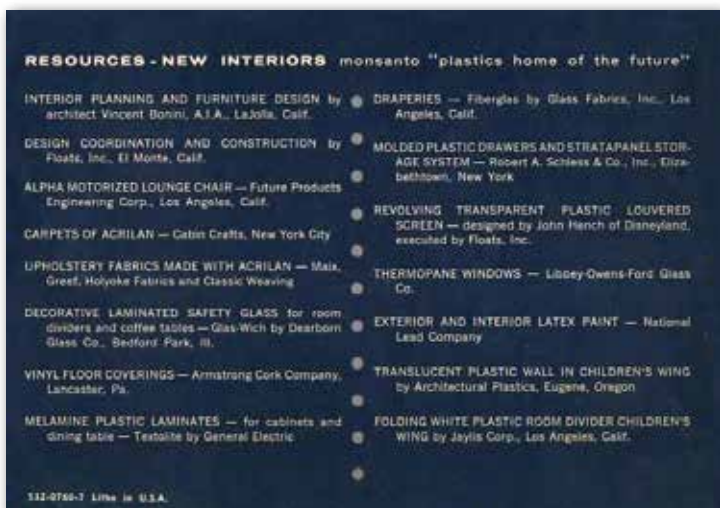 RESOURCES - NEW INTERIORS monsanto "plastics home of the future"
INTERIOR PLANNING AND FURNITURE DESIGN by
architect Vincent Bonini, A.I.A., LaJolla, Calif.
DESIGN COORDINATION AND CONSTRUCTION by
Floats, Inc., El Monte, Calif.
ALPHA MOTORIZED LOUNGE CHAIR — Future Products
Engineering Corp., Los Angeles, Calif.
CARPETS OF ACRILAN — Cabin Crafts, New York City
UPHOLSTERY FABRICS MADE WITH ACRILAN — Maix,
Greef, Holyoke Fabrics and Classic Weaving
DECORATIVE LAMINATED SAFETY GLASS for room
dividers and coffee tables — Glas-Wich by Dearborn
Glass Co., Bedford Park, Ill.
VINYL FLOOR COVERINGS — Armstrong Cork Company,
Lancaster, Pa.
MELAMINE PLASTIC LAMINATES — for cabinets and
dining table — Textolite by General Electric
DRAPERIES — Fiberglas by Glass Fabrics, Inc., Los
Angeles, Calif.
MOLDED PLASTIC DRAWERS AND STRATAPANEL STOR-
AGE SYSTEM — Robert A. Schless & Co., Inc., Eliza-
bethtown, New York
REVOLVING TRANSPARENT PLASTIC LOUVERED
SCREEN — designed by John Hench of Disneyland,
executed by Floats, Inc.
THERMOPANE WINDOWS — Libbey-Owens-Ford Glass
Co.
EXTERIOR AND INTERIOR LATEX PAINT — National
Lead Company
TRANSLUCENT PLASTIC WALL IN CHILDREN'S WING
by Architectural Plastics, Eugene, Oregon
FOLDING WHITE PLASTIC ROOM DIVIDER CHILDREN'S
WING by Jaylis Corp., Los Angeles, Calif.
532-0760-7 Litho in U.S.A.